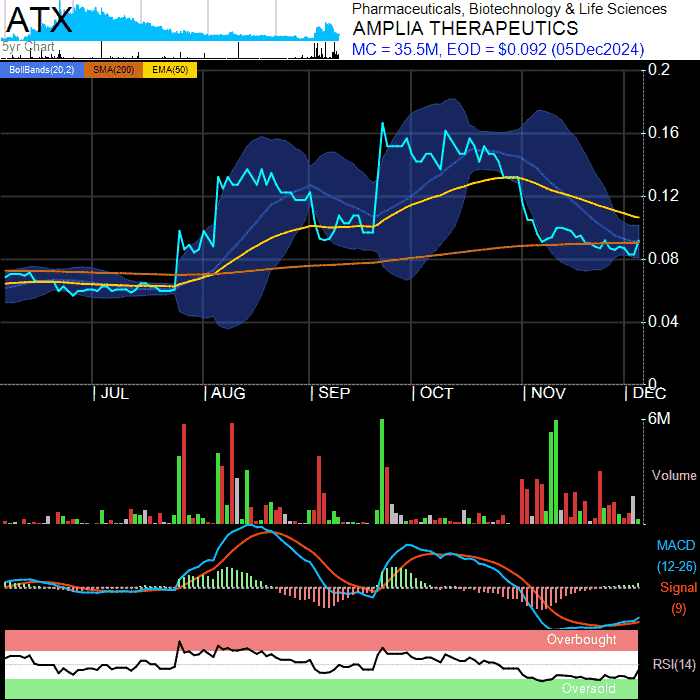 ATX
5yr Chart
Pharmaceuticals, Biotechnology & Life Sciences
AMPLIA THERAPEUTICS
MC = 35.5M, EOD = $0.092 (05Dec2024)
BollBands(20,2) SMA(200) EMA(50)
0.2
0.16
0.12
0.08
0.04
0
JUL AUG SEP OCT NOV DEC
6M
Volume
MACD
(12-26)
Signal
(9)
Overbought
RSI(14)
Oversold